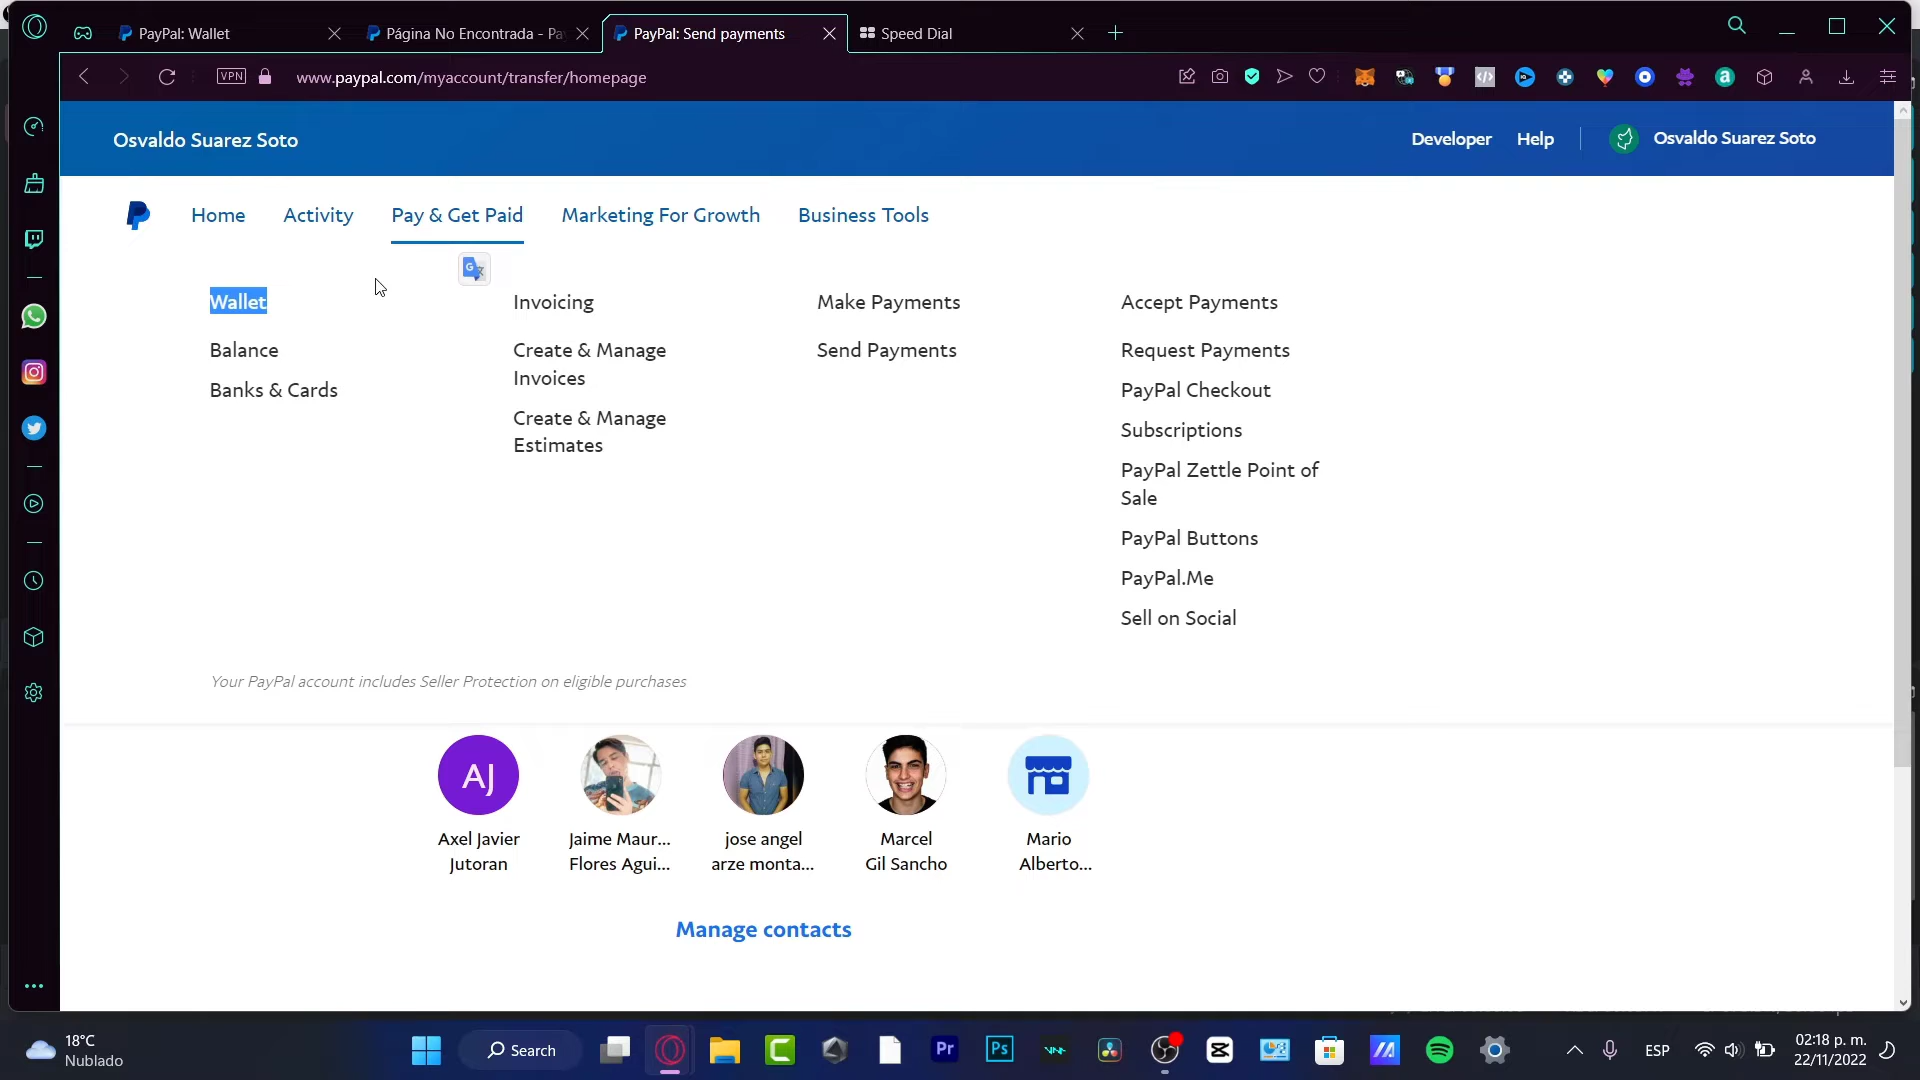 PayPal: Wallet
Página No Encontrada - Pa
PayPal: Send payments
Speed Dial
VPN
www.paypal.com/myaccount/transfer/homepage
Osvaldo Suarez Soto
Developer
Help
Osvaldo Suarez Soto
Home
Activity
Pay & Get Paid
Marketing For Growth
Business Tools
Wallet
Balance
Banks & Cards
Invoicing
Create & Manage
Invoices
Create & Manage
Estimates
Make Payments
Send Payments
Accept Payments
Request Payments
PayPal Checkout
Subscriptions
PayPal Zettle Point of
Sale
PayPal Buttons
PayPal.Me
Sell on Social
Your PayPal account includes Seller Protection on eligible purchases
AJ
Axel Javier
Jutoran
Jaime Maur...
Flores Agui...
jose angel
arze monta...
Marcel
Gil Sancho
Mario
Alberto...
Manage contacts
18°C
Nublado
Search
Pr
Ps
ESP
02:18 p. m.
22/11/2022